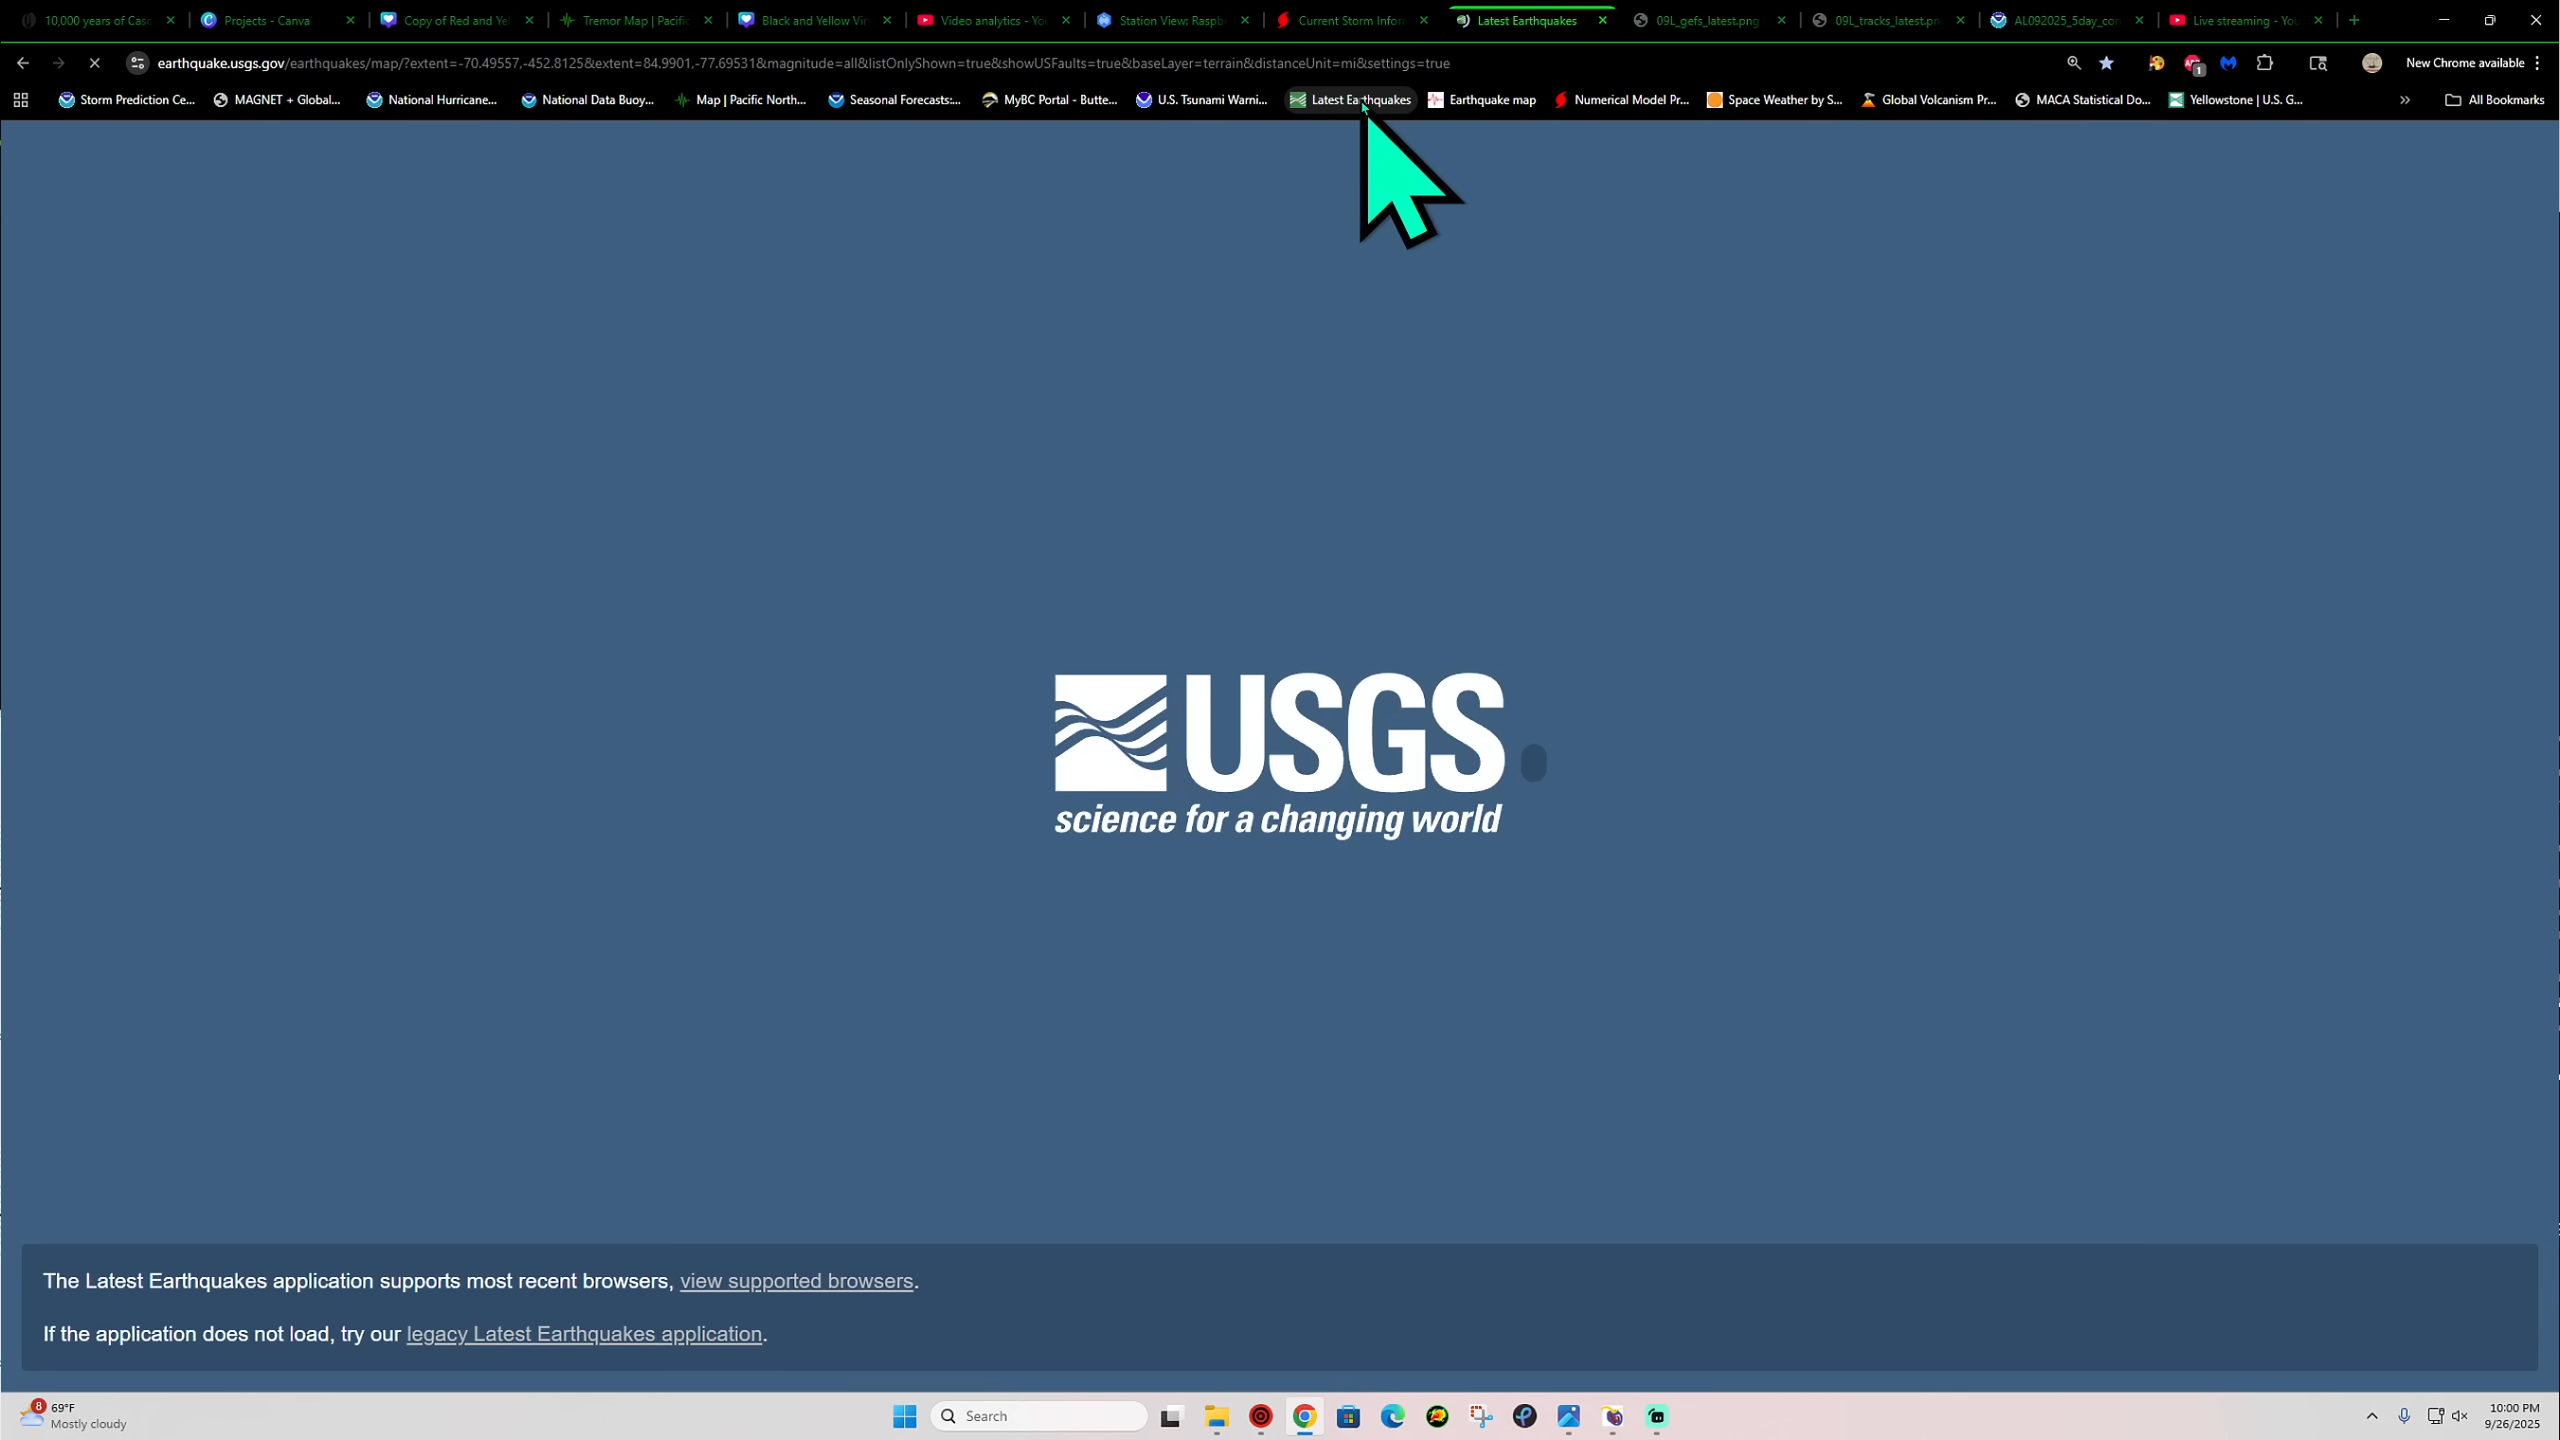 10,000 years of Casc
Projects - Canva
Copy of Red and Yel
Tremor Map | Pacific
Black and Yellow Vin
Video analytics - Yo
Station View: Raspb
Current Storm Infor
Latest Earthquakes
09L_gefs_latest.png
09L_tracks_latest.pn
AL092025_5day_con
Live streaming - You
earthquake.usgs.gov/earthquakes/map/?extent=-70.49557,-452.8125&extent=84.9901,-77.69531&magnitude=all&listOnlyShown=true&showUSFaults=true&baseLayer=terrain&distanceUnit=mi&settings=true
1
New Chrome available
Storm Prediction Ce...
MAGNET + Global...
National Hurricane...
National Data Buoy...
Map | Pacific North...
Seasonal Forecasts:...
MyBC Portal - Butte...
U.S. Tsunami Warni...
Latest Earthquakes
Earthquake map
Numerical Model Pr...
Space Weather by S...
Global Volcanism Pr...
MACA Statistical Do...
Yellowstone | U.S. G...
All Bookmarks
USGS
science for a changing world
The Latest Earthquakes application supports most recent browsers, view supported browsers.
If the application does not load, try our legacy Latest Earthquakes application.
8
69°F
Mostly cloudy
Search
10:00 PM
9/26/2025